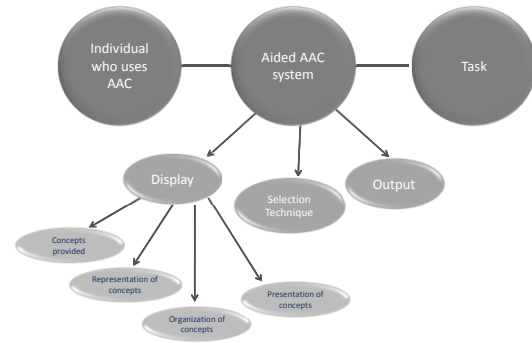 Individual
who uses
AAC
Aided AAC
system
Task
Display
Selection
Technique
Output
Concepts
provided
Representation of
concepts
Organization of
concepts
Presentation of
concepts